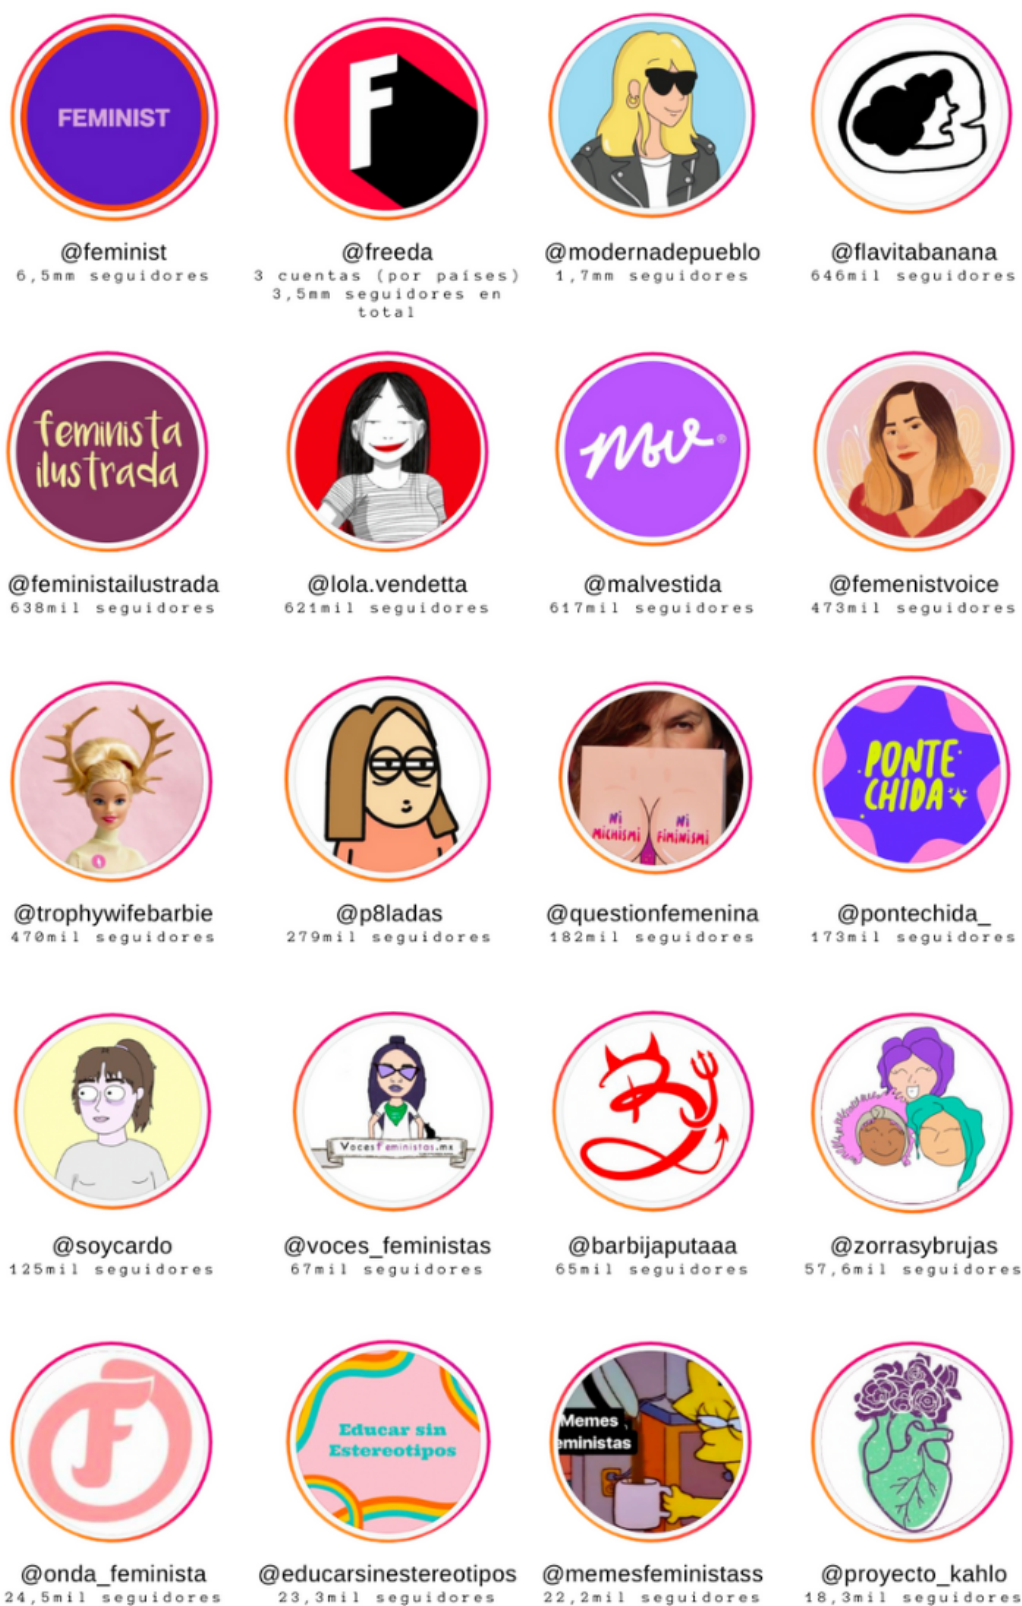 FEMINIST
F
@feminist
6,5mm seguidores
@freeda
3 cuentas (por países)
3,5mm seguidores en
total
@modernadepueblo
1,7mm seguidores
@flavitabanana
646mil seguidores
feminista
ilustrada
mv
@feministailustrada
638mil seguidores
@lola.vendetta
621mil seguidores
@malvestida
617mil seguidores
@femenistvoice
473mil seguidores
NI
MICHISMI
NI
FIMINISMI
PONTE
CHIDA
@trophywifebarbie
470mil seguidores
@p8ladas
279mil seguidores
@questionfemenina
182mil seguidores
@pontechida_
173mil seguidores
VocesFeministas.mx
B
@soycardo
125mil seguidores
@voces_feministas
67mil seguidores
@barbijaputaaa
65mil seguidores
@zorrasybrujas
57,6mil seguidores
F
Educar sin
Estereotipos
Memes
eministas
@onda_feminista
24,5mil seguidores
@educarsinestereotipos
23,3mil seguidores
@memesfeministass
22,2mil seguidores
@proyecto_kahlo
18,3mil seguidores